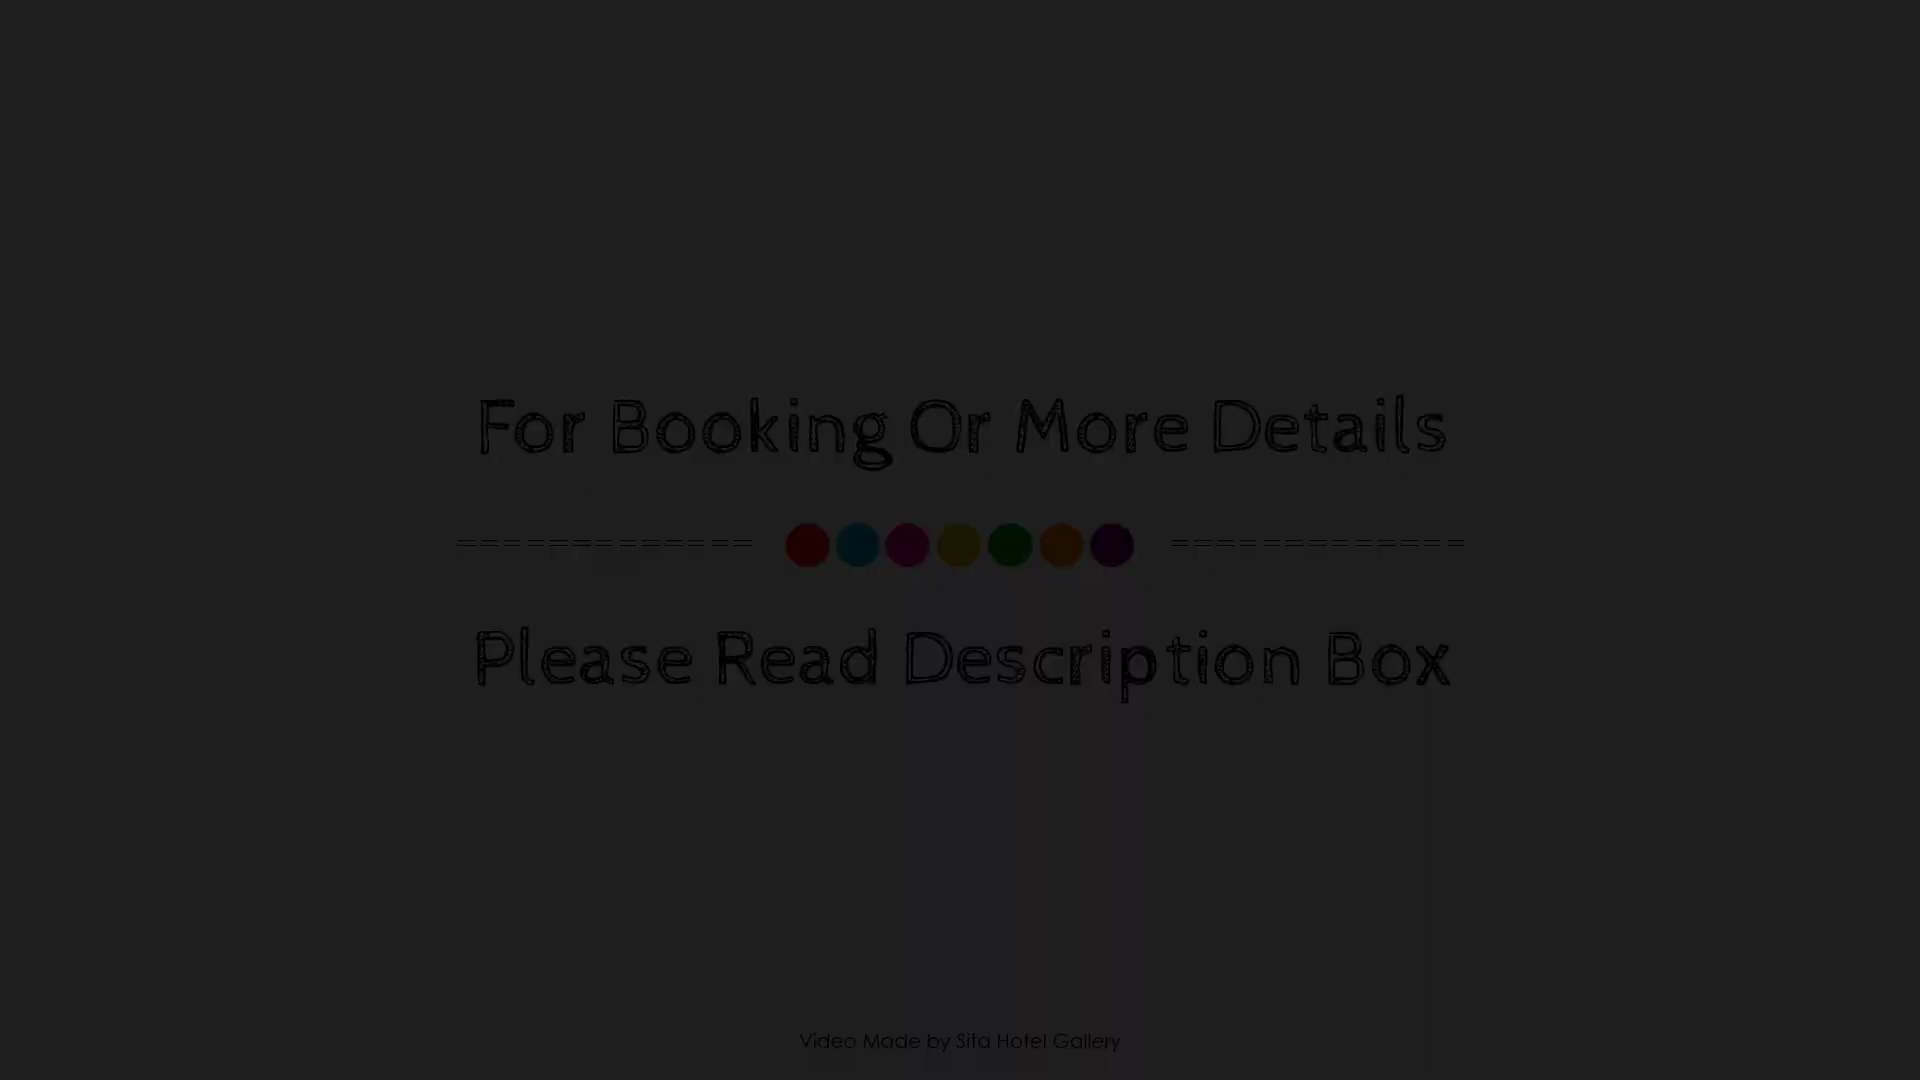 For Booking Or More Details
============= =============
Please Read Description Box
Video Made by Sita Hotel Gallery